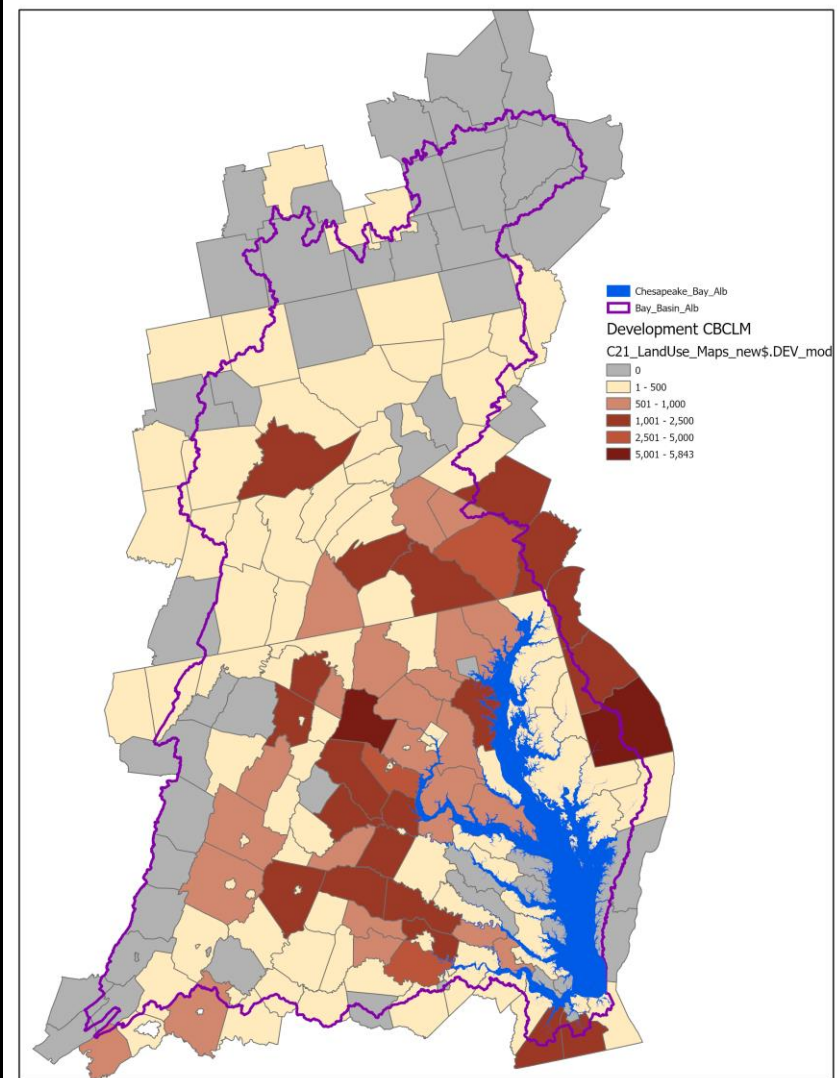 Chesapeake_Bay_Alb
Bay_Basin_Alb
Development CBCLM
C21_LandUse_Maps_new$.DEV_mod
0
1 - 500
501 - 1,000
1,001 - 2,500
2,501 - 5,000
5,001 - 5,843